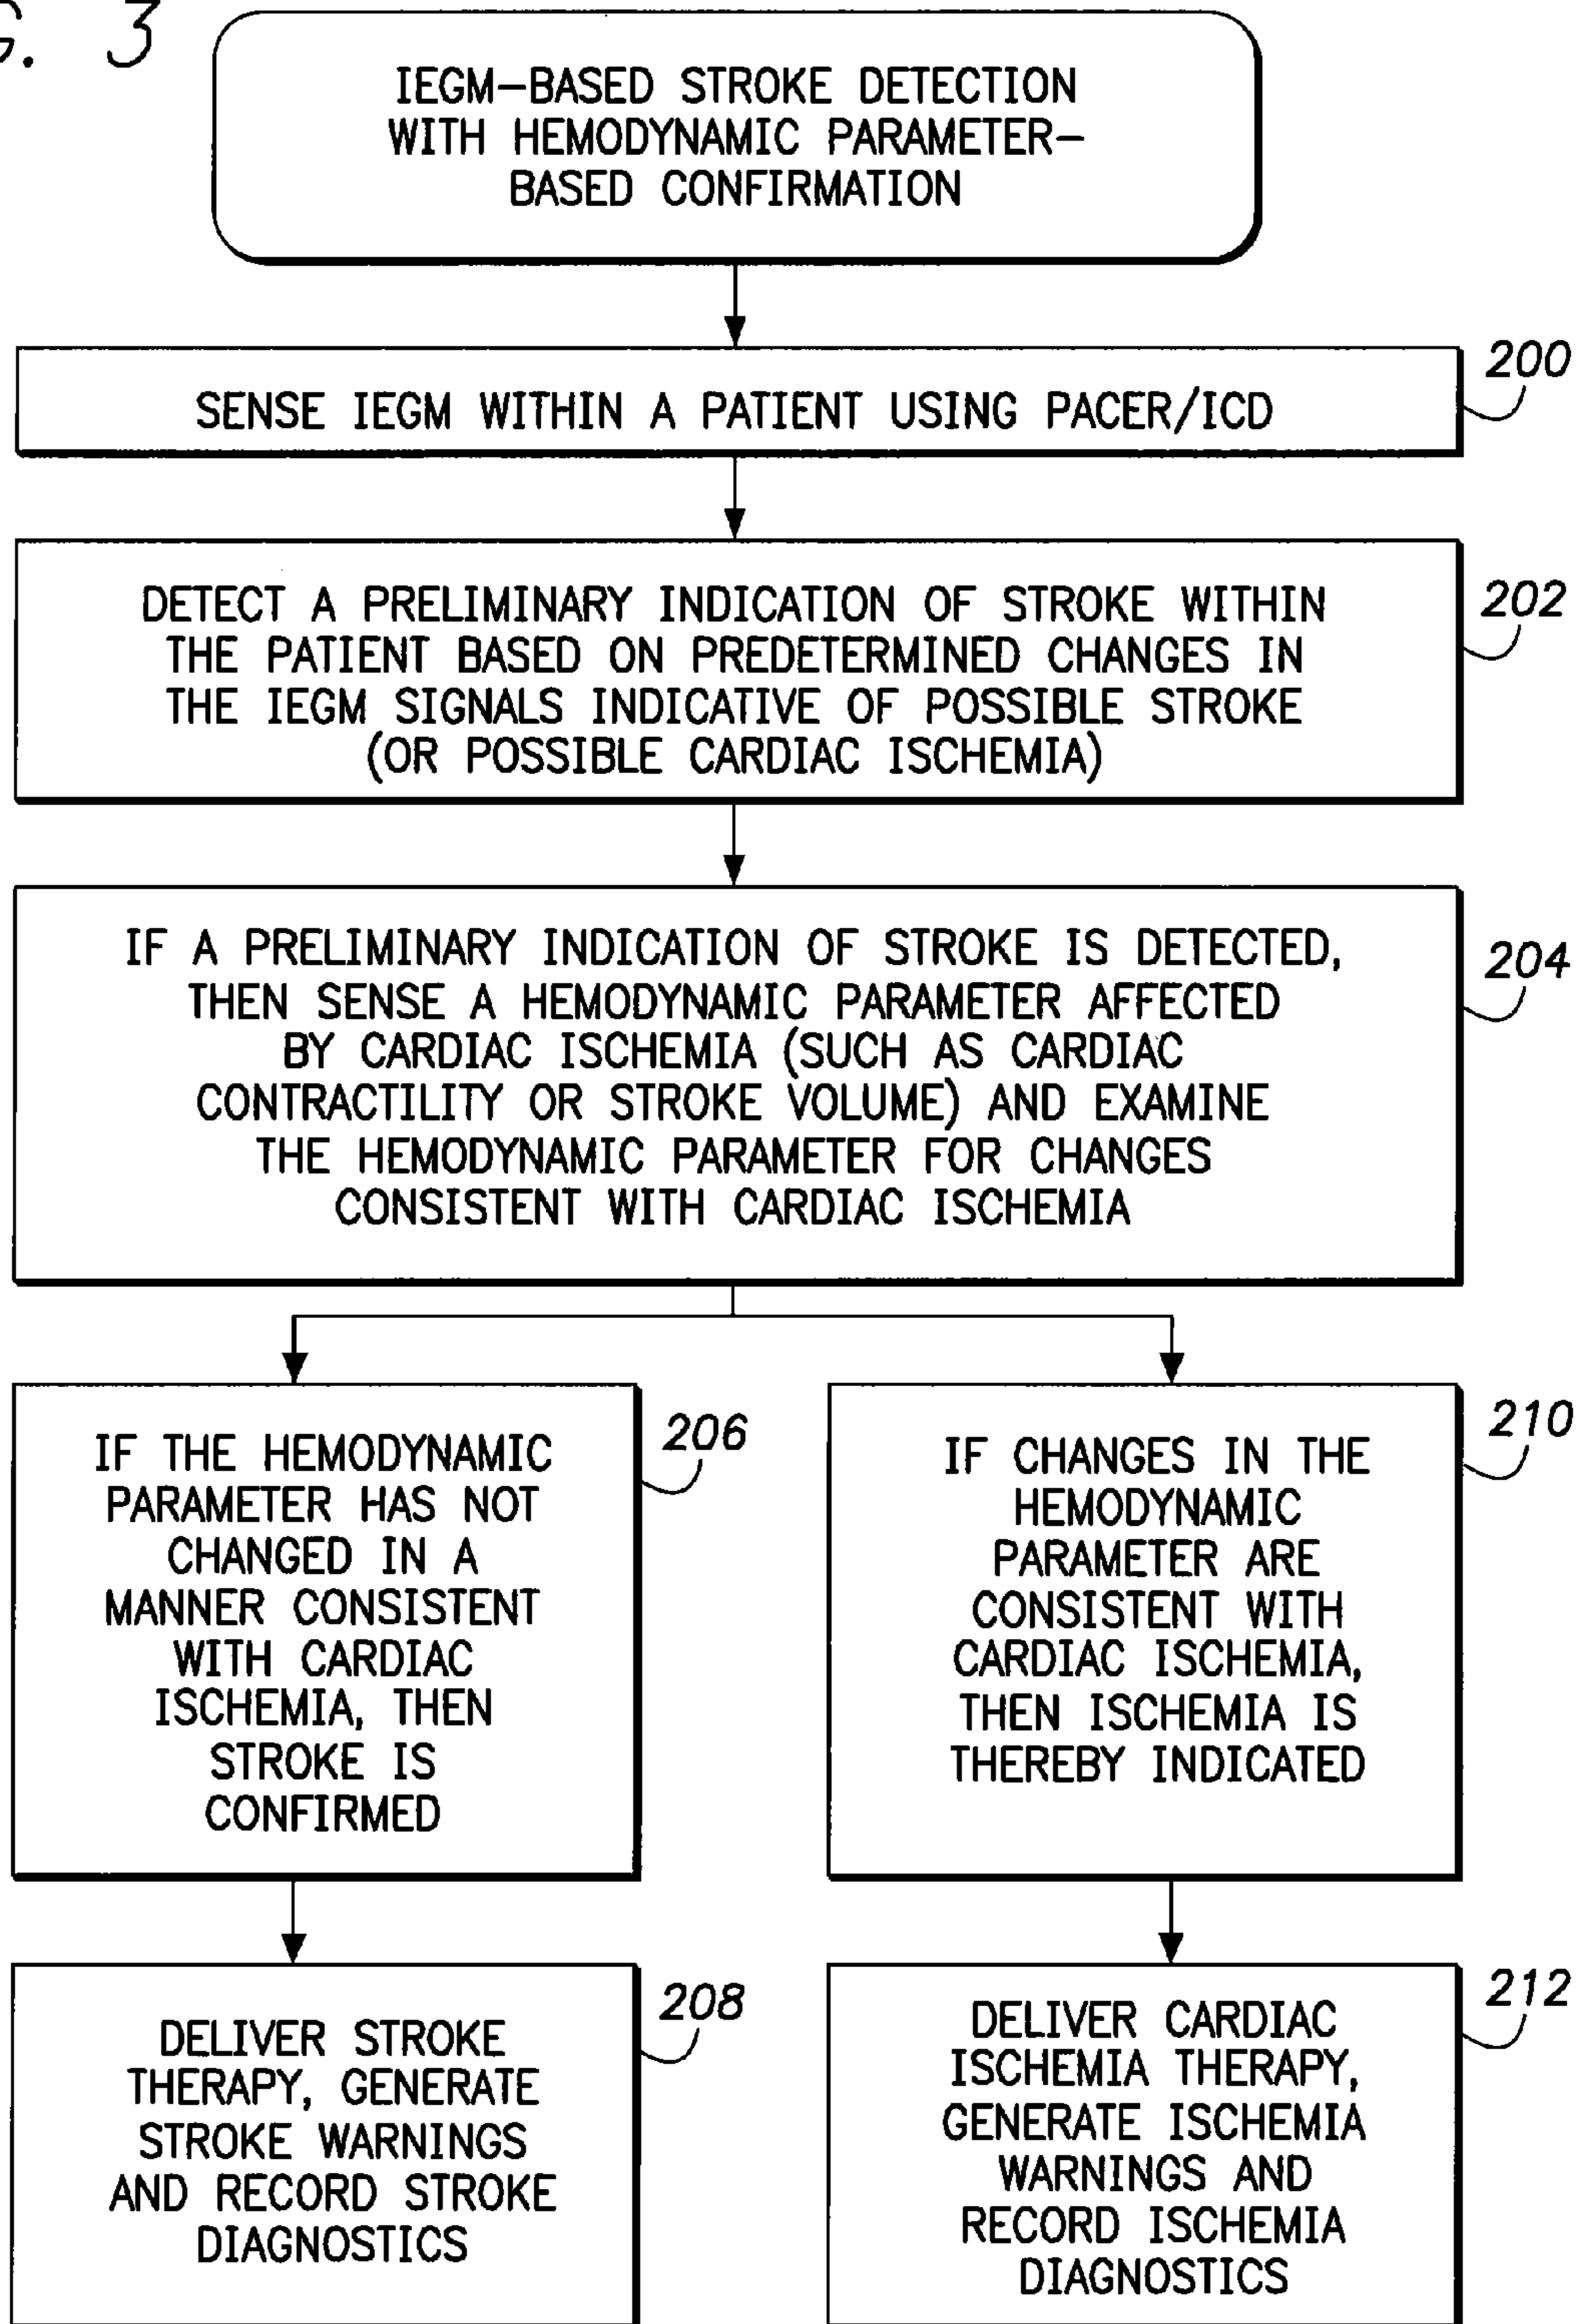 G. 3
IEGM-BASED STROKE DETECTION
WITH HEMODYNAMIC PARAMETER-
BASED CONFIRMATION
200
SENSE IEGM WITHIN A PATIENT USING PACER/ICD
202
DETECT A PRELIMINARY INDICATION OF STROKE WITHIN
THE PATIENT BASED ON PREDETERMINED CHANGES IN
THE IEGM SIGNALS INDICATIVE OF POSSIBLE STROKE
(OR POSSIBLE CARDIAC ISCHEMIA)
204
IF A PRELIMINARY INDICATION OF STROKE IS DETECTED,
THEN SENSE A HEMODYNAMIC PARAMETER AFFECTED
BY CARDIAC ISCHEMIA (SUCH AS CARDIAC
CONTRACTILITY OR STROKE VOLUME) AND EXAMINE
THE HEMODYNAMIC PARAMETER FOR CHANGES
CONSISTENT WITH CARDIAC ISCHEMIA
206
IF THE HEMODYNAMIC
PARAMETER HAS NOT
CHANGED IN A
MANNER CONSISTENT
WITH CARDIAC
ISCHEMIA, THEN
STROKE IS
CONFIRMED
210
IF CHANGES IN THE
HEMODYNAMIC
PARAMETER ARE
CONSISTENT WITH
CARDIAC ISCHEMIA,
THEN ISCHEMIA IS
THEREBY INDICATED
208
DELIVER STROKE
THERAPY, GENERATE
STROKE WARNINGS
AND RECORD STROKE
DIAGNOSTICS
212
DELIVER CARDIAC
ISCHEMIA THERAPY,
GENERATE ISCHEMIA
WARNINGS AND
RECORD ISCHEMIA
DIAGNOSTICS